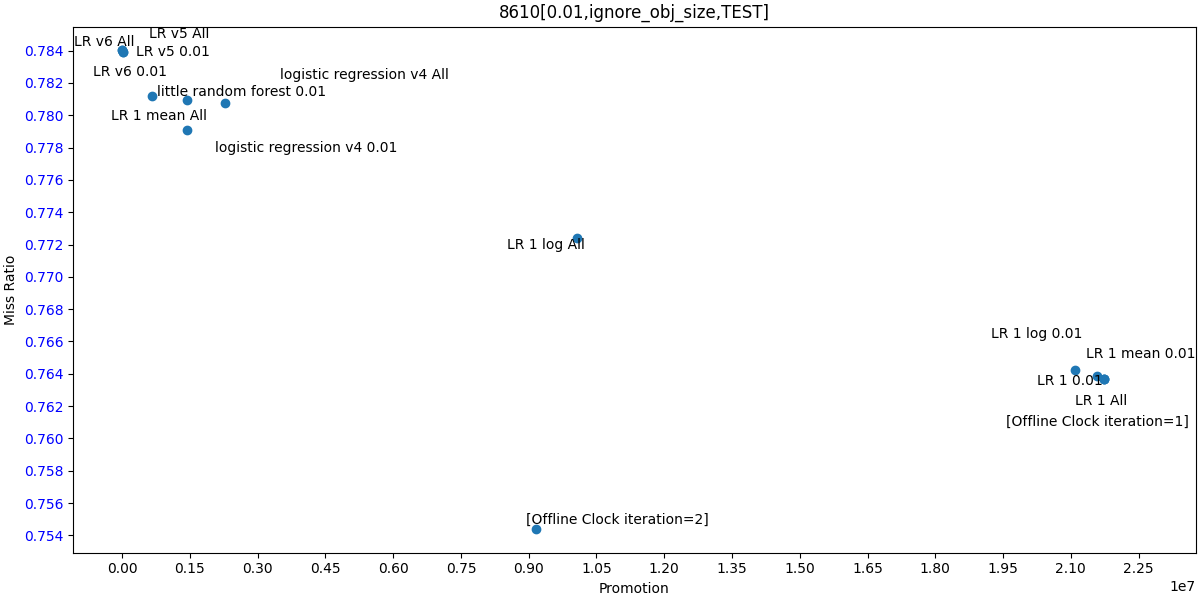 8610[0.01,ignore_obj_size,TEST]
LR v5 All
LR v6 All
LR v5 0.01
LR v6 0.01
logistic regression v4 All
little random forest 0.01
LR 1 mean All
logistic regression v4 0.01
LR 1 log All
LR 1 log 0.01
LR 1 mean 0.01
LR 1 0.01
LR 1 All
[Offline Clock iteration=1]
[Offline Clock iteration=2]
Miss Ratio
0.784
0.782
0.780
0.778
0.776
0.774
0.772
0.770
0.768
0.766
0.764
0.762
0.760
0.758
0.756
0.754
0.00 0.15 0.30 0.45 0.60 0.75 0.90 1.05 1.20 1.35 1.50 1.65 1.80 1.95 2.10 2.25
1e7
Promotion